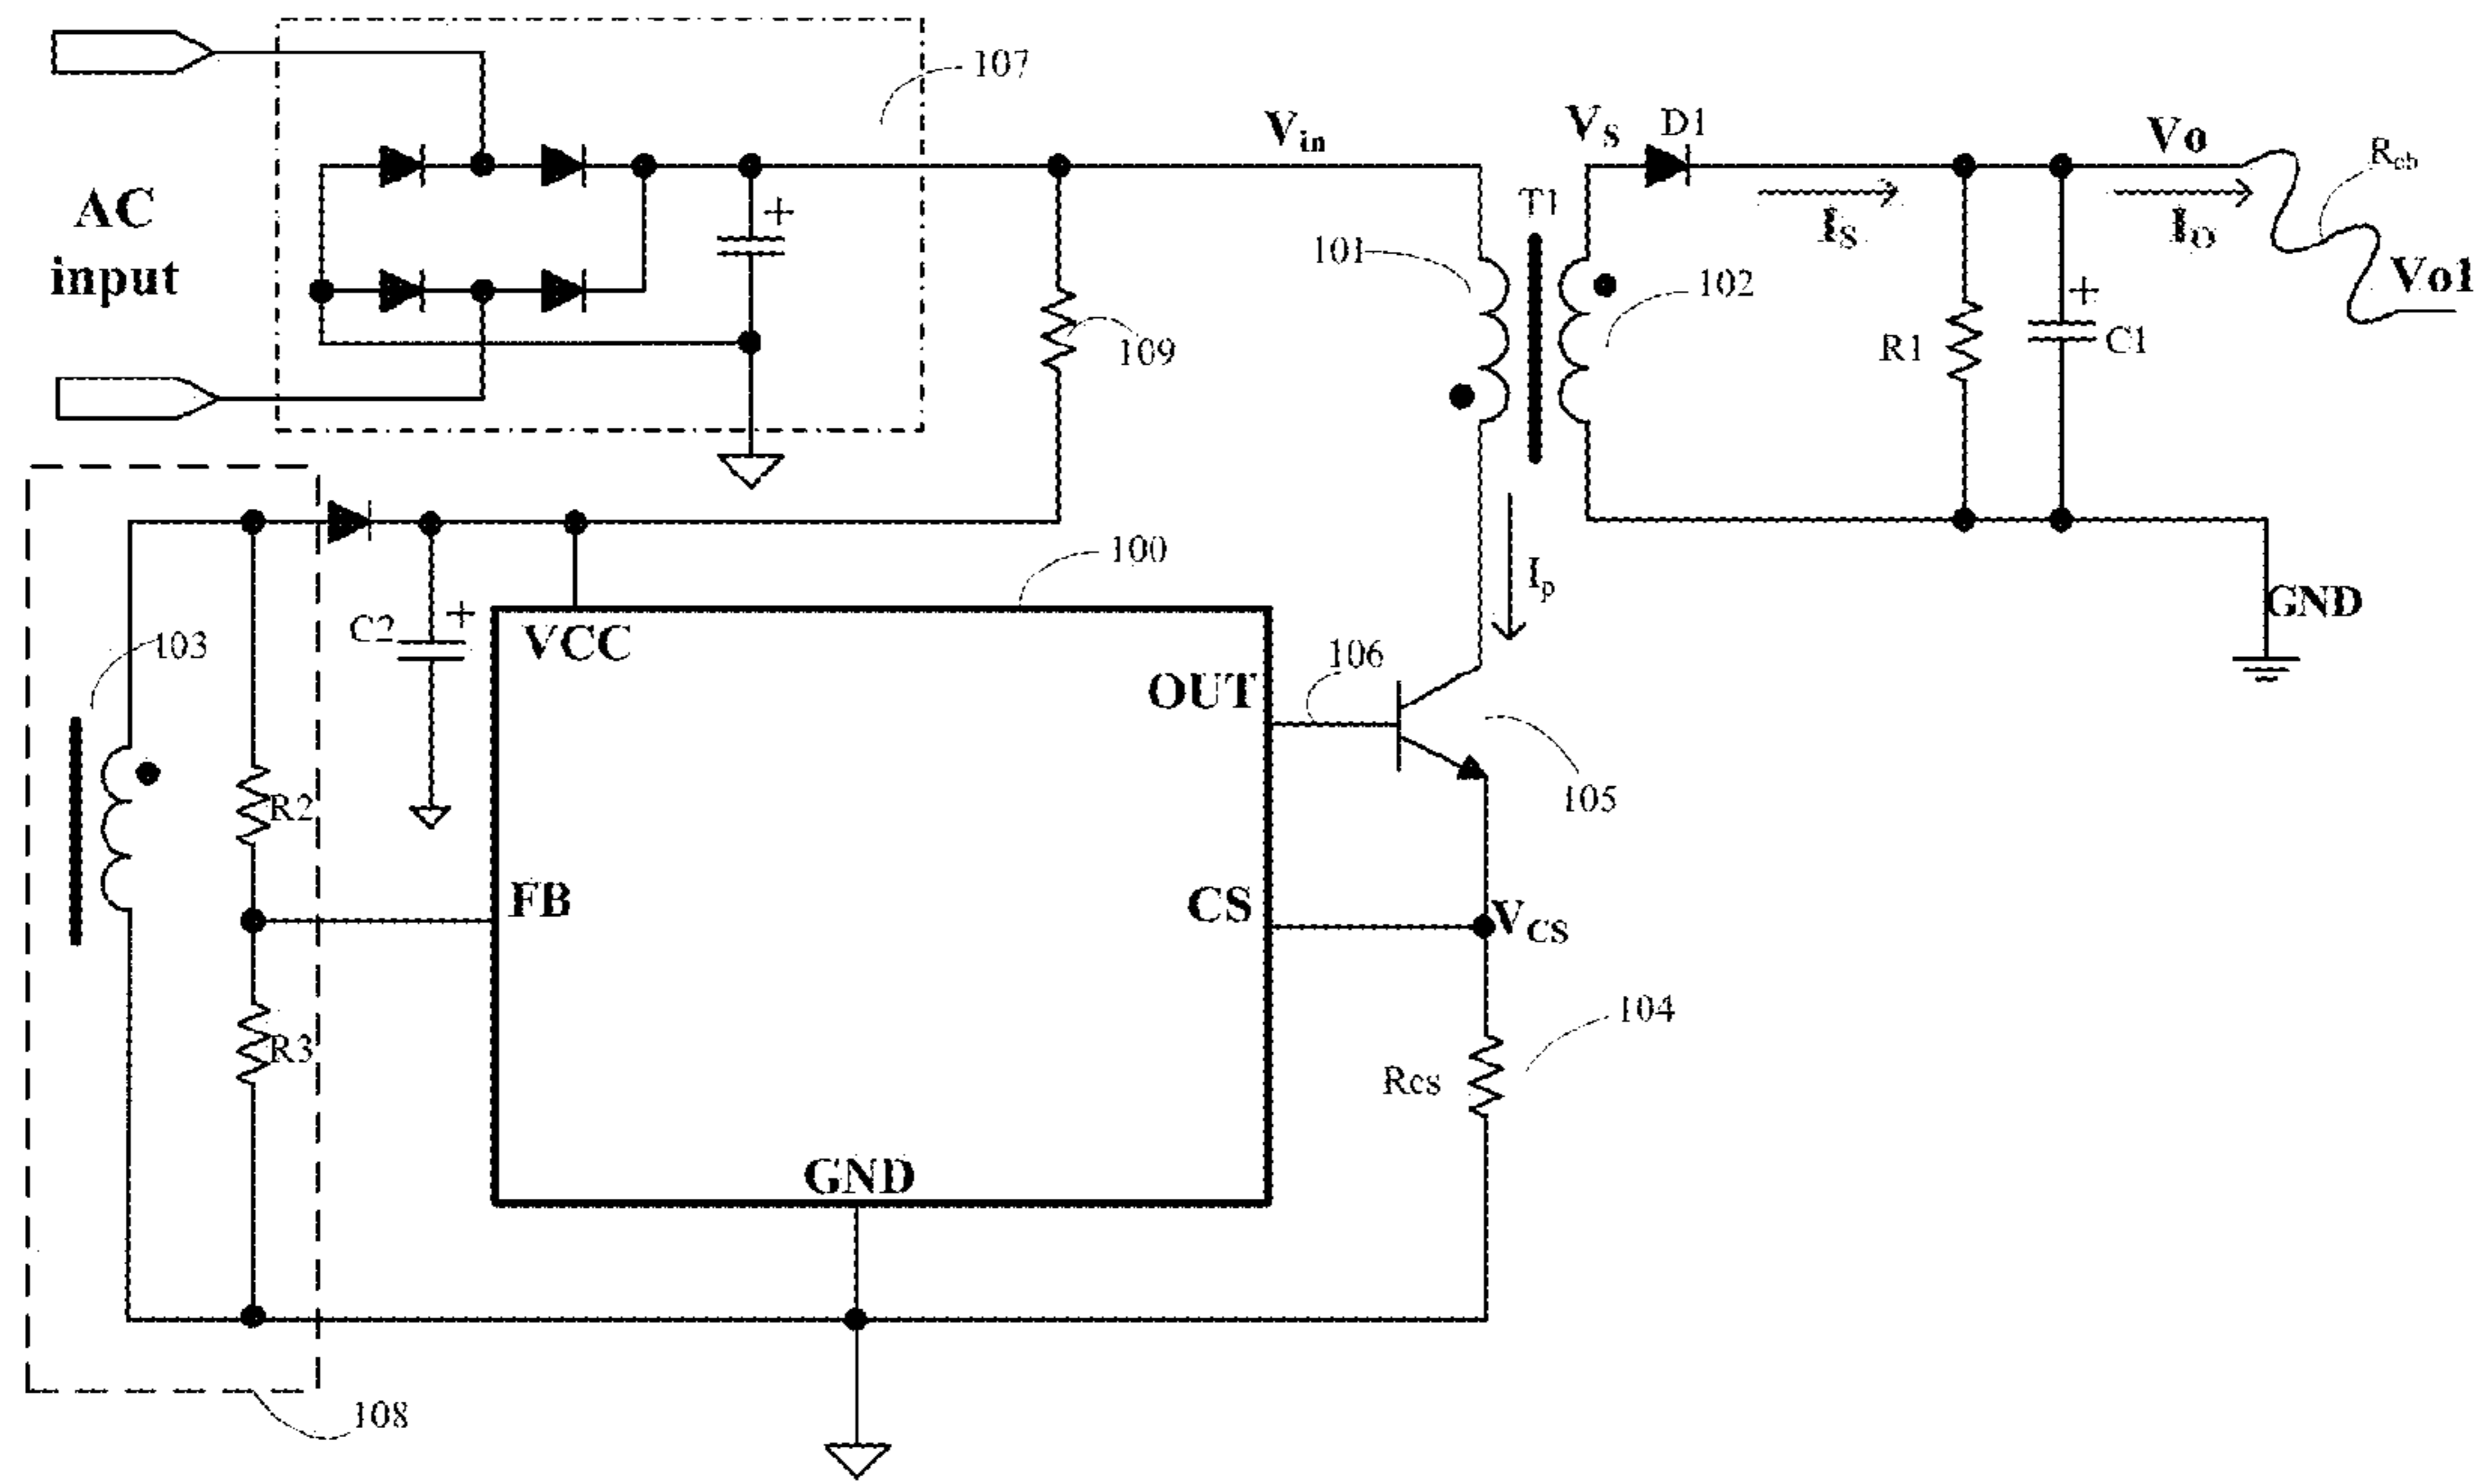 107
AC
input
Vin
VS
D1
Vo
Rcb
T1
IS
IO
Vo1
101
102
109
R1
+
C1
+
GND
100
Ip
103
C2
+
VCC
OUT
106
105
R2
FB
CS
VCS
R3
Rcs
104
GND
108